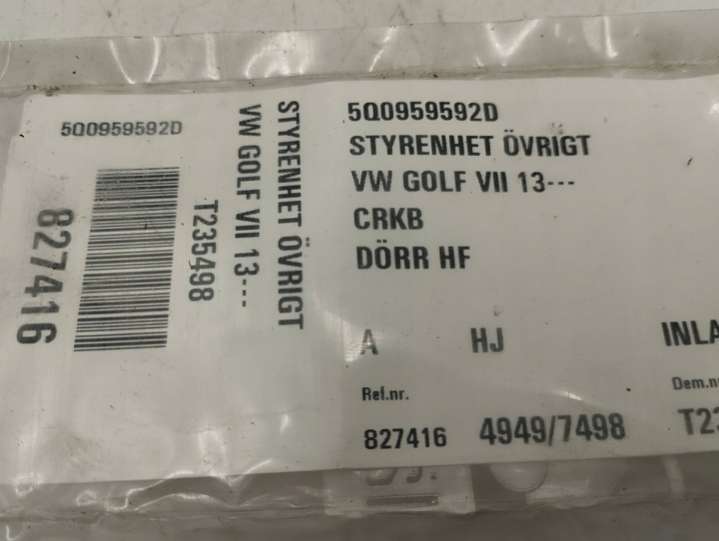 5Q0959592D
827416
T235498
VW GOLF VII 13---
STYRENHET ÖVRIGT
5Q0959592D
STYRENHET ÖVRIGT
VW GOLF VII 13---
CRKB
DÖRR HF
A HJ INLA
Ref.nr. Dem.n
827416 4949/7498 T23